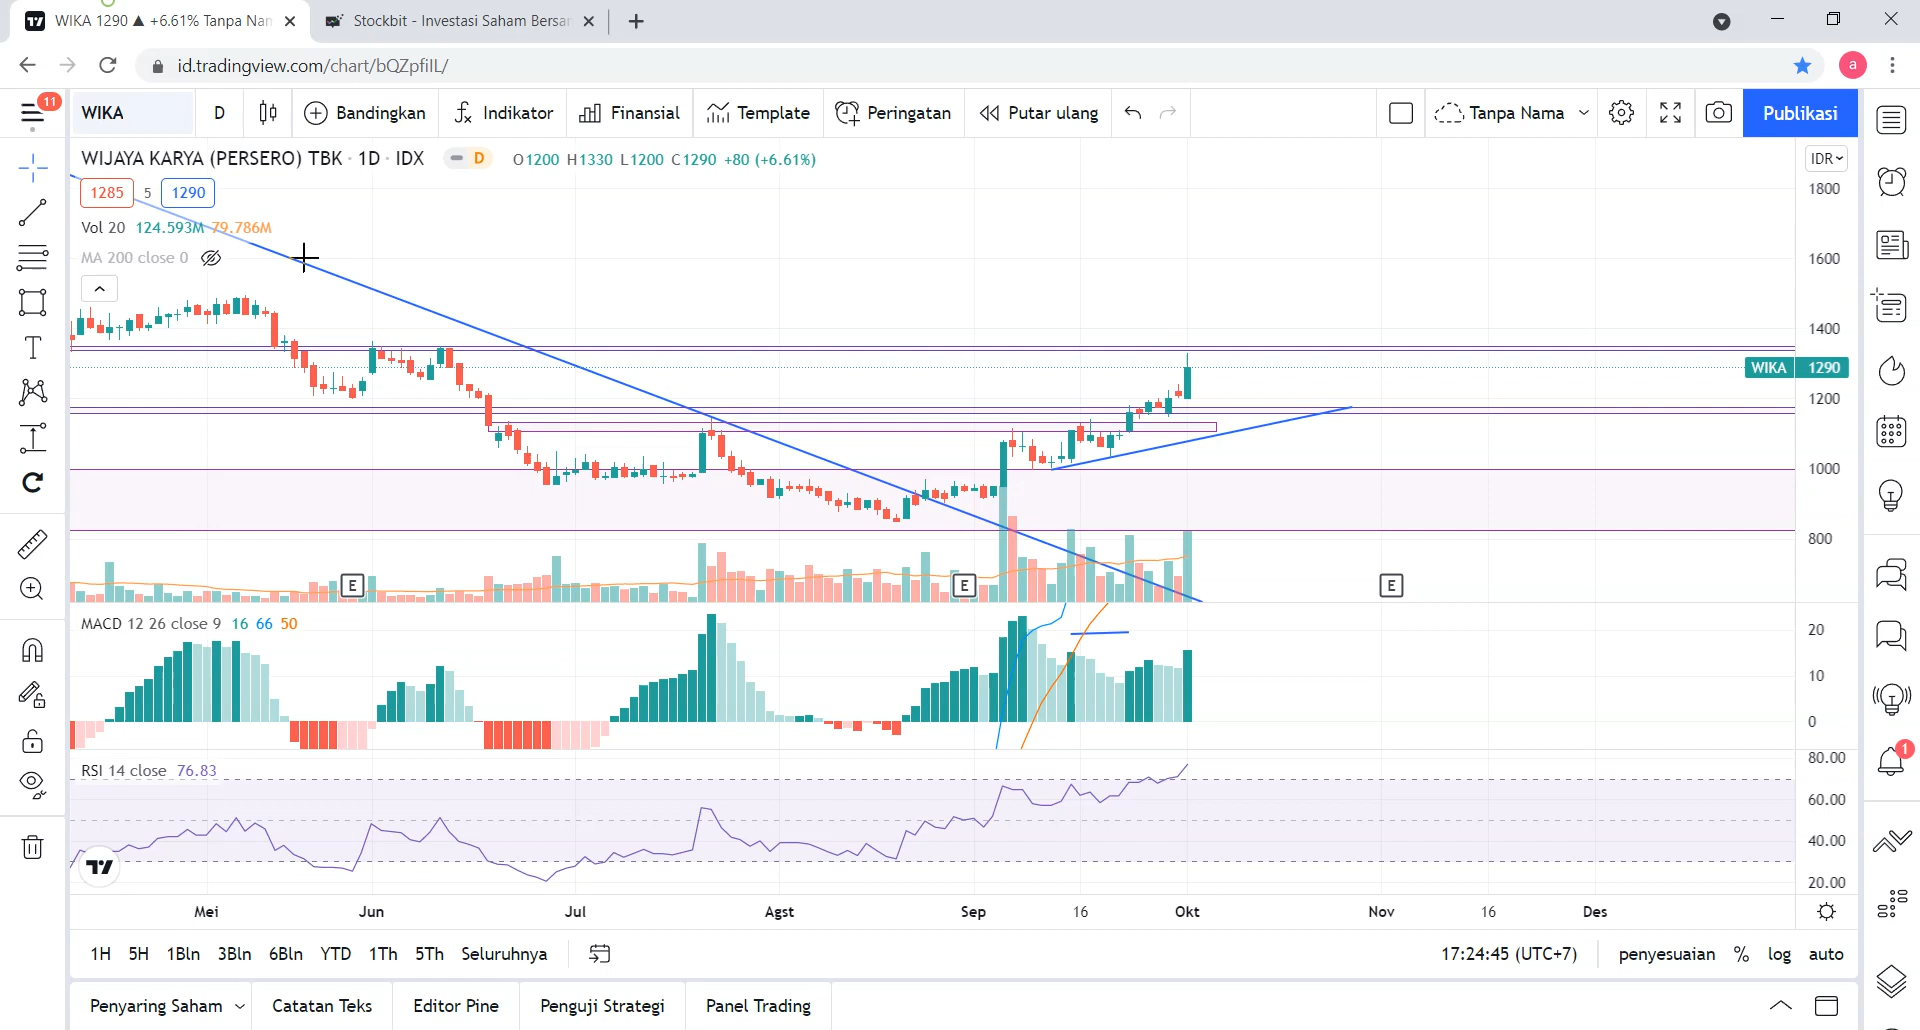 WIKA 1290 ▲ +6.61% Tanpa Nan
Stockbit - Investasi Saham Bersan
id.tradingview.com/chart/bQZpfiIL/
a
11
WIKA
D
Bandingkan
Indikator
Finansial
Template
Peringatan
Putar ulang
Tanpa Nama
Publikasi
WIJAYA KARYA (PERSERO) TBK · 1D · IDX
D
O1200 H1330 L1200 C1290 +80 (+6.61%)
IDR
1285 5 1290
Vol 20 124.593M 79.786M
MA 200 close 0
1800
1600
1400
WIKA 1290
1200
1000
800
E
E
E
MACD 12 26 close 9 16 66 50
20
10
0
RSI 14 close 76.83
80.00
60.00
40.00
20.00
1
T
Mei Jun Jul Agst Sep 16 Okt Nov 16 Des
1H 5H 1Bln 3Bln 6Bln YTD 1Th 5Th Seluruhnya
17:24:45 (UTC+7)
penyesuaian % log auto
Penyaring Saham
Catatan Teks
Editor Pine
Penguji Strategi
Panel Trading